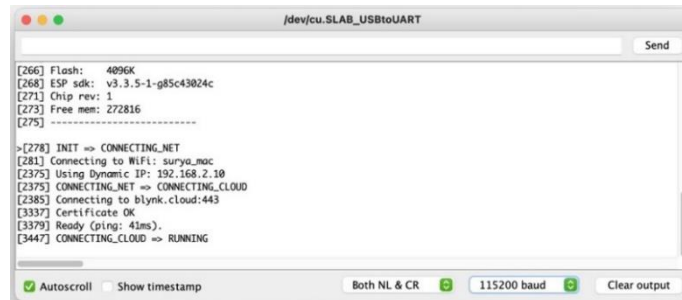 /dev/cu.SLAB_USBtoUART
Send
[266] Flash:    4096K
[268] ESP sdk:  v3.3.5-1-g85c43024c
[271] Chip rev: 1
[273] Free mem: 272816
[275] --------------------------
>[278] INIT => CONNECTING_NET
[281] Connecting to WiFi: surya_mac
[2375] Using Dynamic IP: 192.168.2.10
[2375] CONNECTING_NET => CONNECTING_CLOUD
[2385] Connecting to blynk.cloud:443
[3337] Certificate OK
[3379] Ready (ping: 41ms).
[3447] CONNECTING_CLOUD => RUNNING
Autoscroll Show timestamp Both NL & CR 115200 baud Clear output